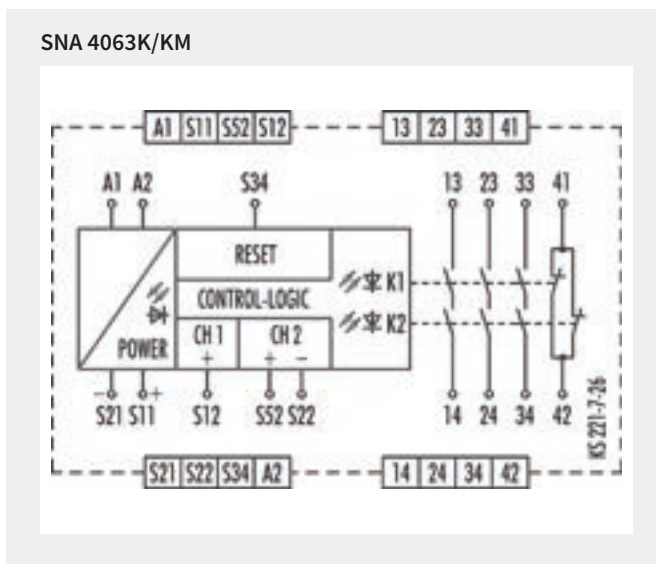 SNA 4063K/KM
A1 S11 S52 S12 13 23 33 41
A1 A2 S34 13 23 33 41
RESET
K1
CONTROL-LOGIC
K2
CH 1 CH 2
POWER + + −
− +
S21 S11 S12 S52 S22 14 24 34 42
KS 221-7-26
S21 S22 S34 A2 14 24 34 42